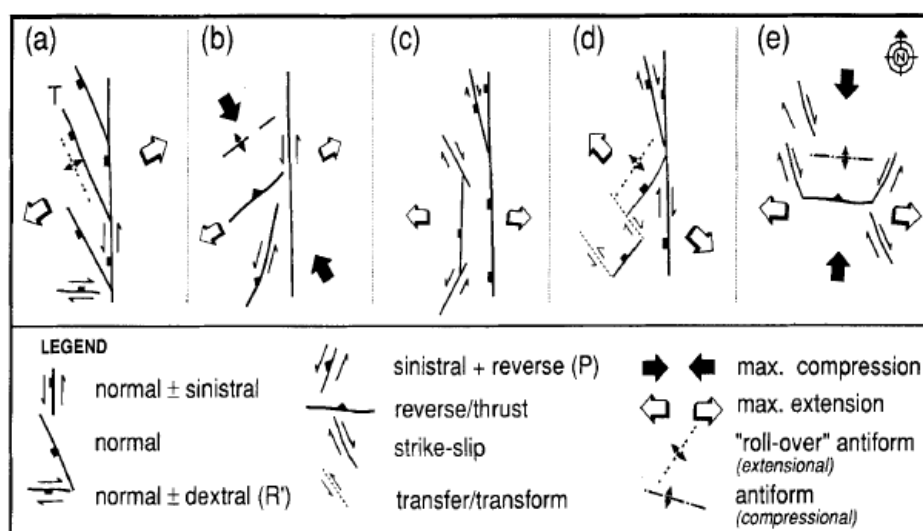 (a) (b) (c) (d) (e)
N
T
LEGEND
normal ± sinistral
normal
normal ± dextral (R')
sinistral + reverse (P)
reverse/thrust
strike-slip
transfer/transform
max. compression
max. extension
"roll-over" antiform
(extensional)
antiform
(compressional)